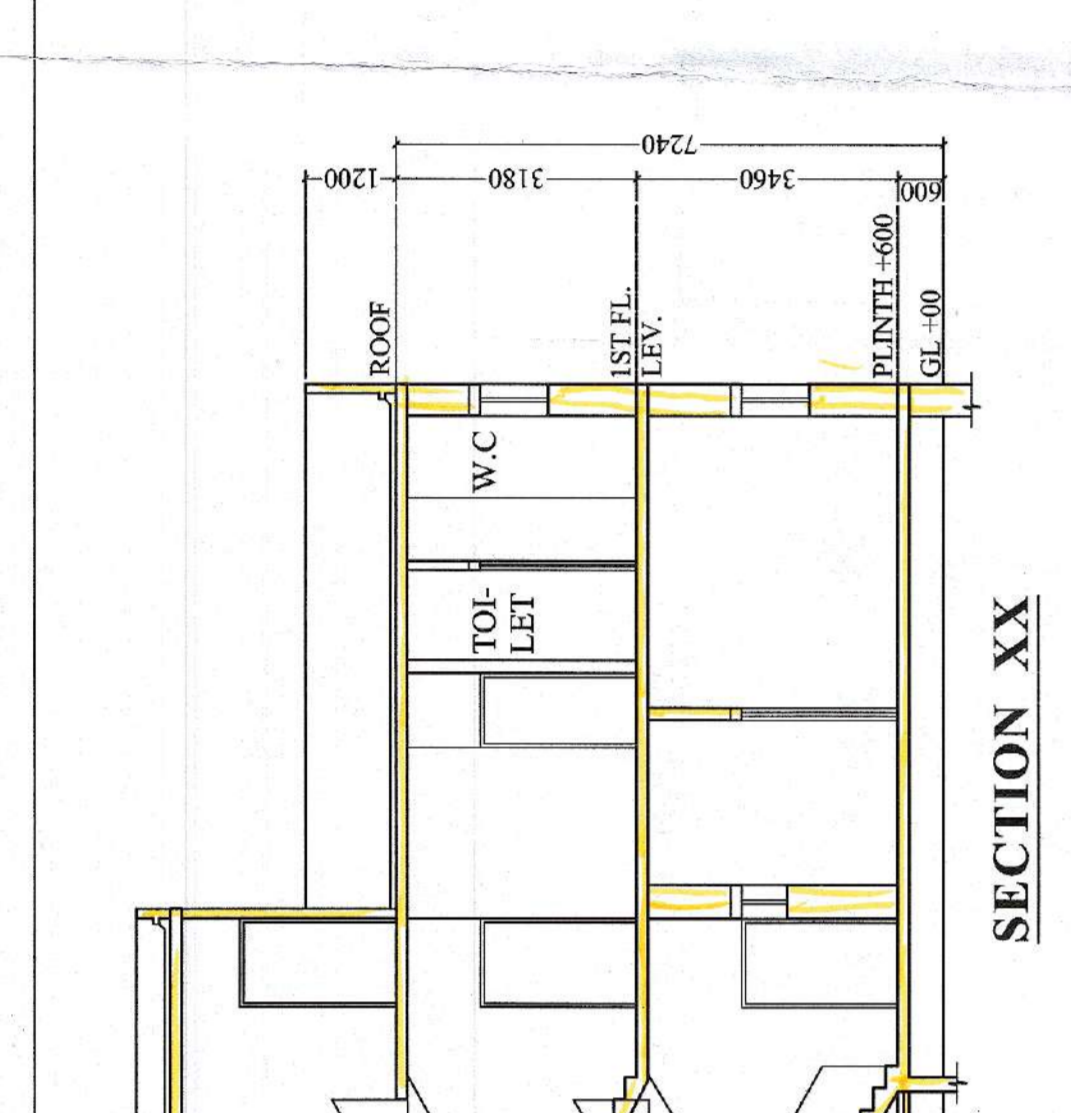 7240
1200
3180
3460
600
ROOF
1ST FL.
LEV.
PLINTH +600
GL +00
W.C
TOI-
LET
SECTION XX